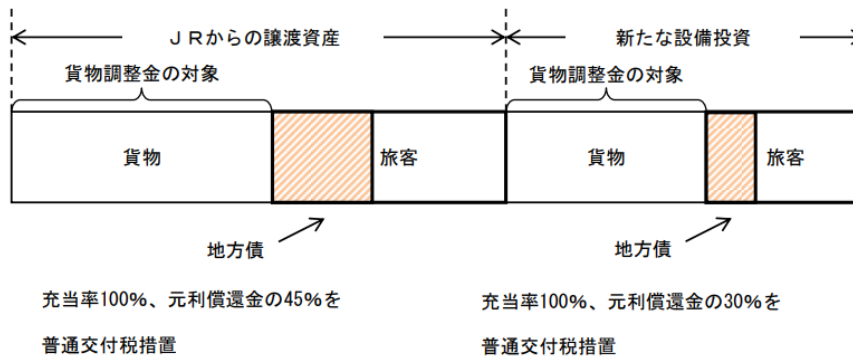 ＪＲからの譲渡資産
新たな設備投資
貨物調整金の対象
貨物調整金の対象
貨物
旅客
貨物
旅客
地方債
地方債
充当率100%、元利償還金の45%を
普通交付税措置
充当率100%、元利償還金の30%を
普通交付税措置